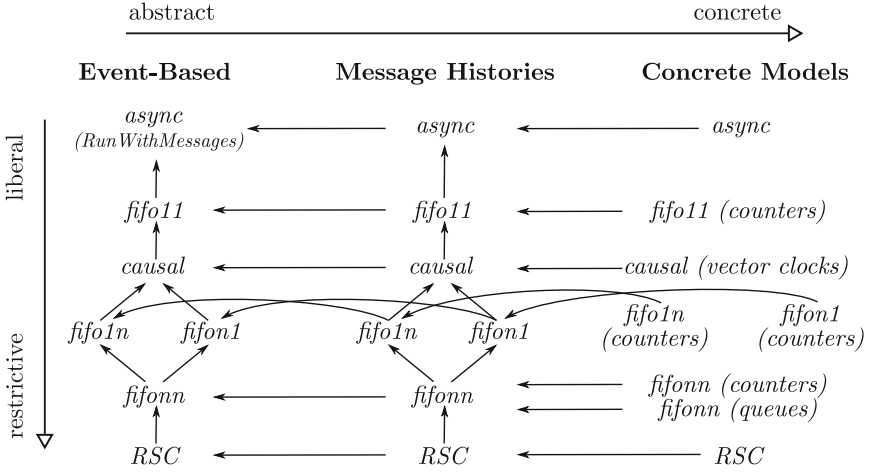 abstract concrete
Event-Based Message Histories Concrete Models
async async async
(RunWithMessages)
liberal
fifo11 fifo11 fifo11 (counters)
causal causal causal (vector clocks)
fifo1n fifon1 fifo1n fifon1 fifo1n fifon1
(counters) (counters)
restrictive
fifonn fifonn fifonn (counters)
fifonn (queues)
RSC RSC RSC